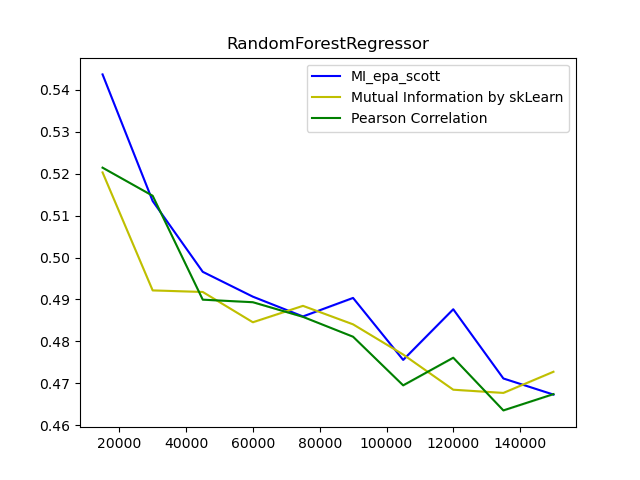 RandomForestRegressor
MI_epa_scott
Mutual Information by skLearn
Pearson Correlation
0.54
0.53
0.52
0.51
0.50
0.49
0.48
0.47
0.46
20000 40000 60000 80000 100000 120000 140000